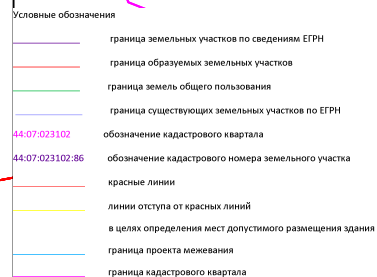 Условные обозначения
граница земельных участков по сведениям ЕГРН
граница образуемых земельных участков
граница земель общего пользования
граница существующих земельных участков по ЕГРН
44:07:023102 обозначение кадастрового квартала
44:07:023102:86 обозначение кадастрового номера земельного участка
красные линии
линии отступа от красных линий
в целях определения мест допустимого размещения здания
граница проекта межевания
граница кадастрового квартала